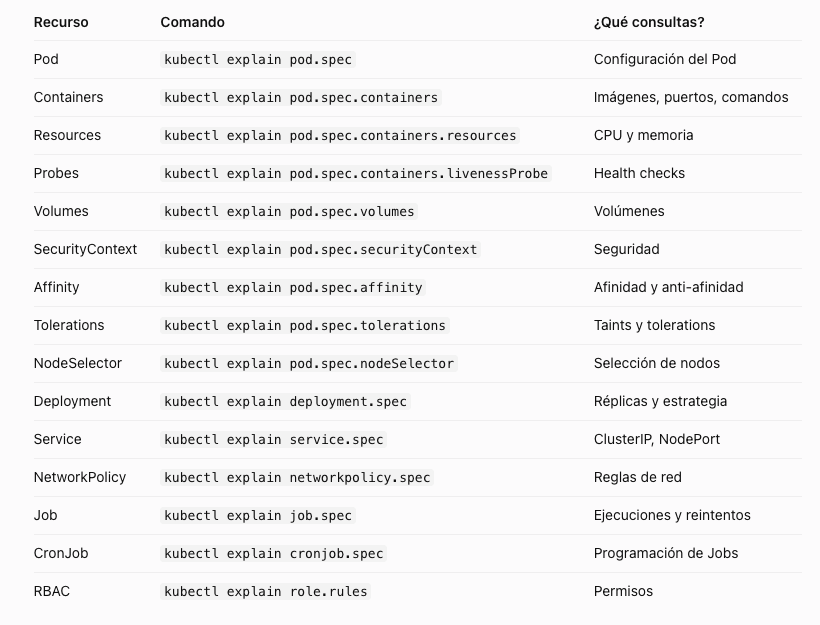 Recurso Comando ¿Qué consultas?
Pod kubectl explain pod.spec Configuración del Pod
Containers kubectl explain pod.spec.containers Imágenes, puertos, comandos
Resources kubectl explain pod.spec.containers.resources CPU y memoria
Probes kubectl explain pod.spec.containers.livenessProbe Health checks
Volumes kubectl explain pod.spec.volumes Volúmenes
SecurityContext kubectl explain pod.spec.securityContext Seguridad
Affinity kubectl explain pod.spec.affinity Afinidad y anti-afinidad
Tolerations kubectl explain pod.spec.tolerations Taints y tolerations
NodeSelector kubectl explain pod.spec.nodeSelector Selección de nodos
Deployment kubectl explain deployment.spec Réplicas y estrategia
Service kubectl explain service.spec ClusterIP, NodePort
NetworkPolicy kubectl explain networkpolicy.spec Reglas de red
Job kubectl explain job.spec Ejecuciones y reintentos
CronJob kubectl explain cronjob.spec Programación de Jobs
RBAC kubectl explain role.rules Permisos